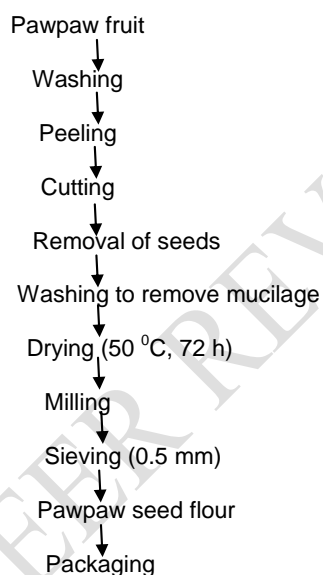 Pawpaw fruit
Washing
Peeling
Cutting
Removal of seeds
Washing to remove mucilage
Drying (50 ⁰C, 72 h)
Milling
Sieving (0.5 mm)
Pawpaw seed flour
Packaging